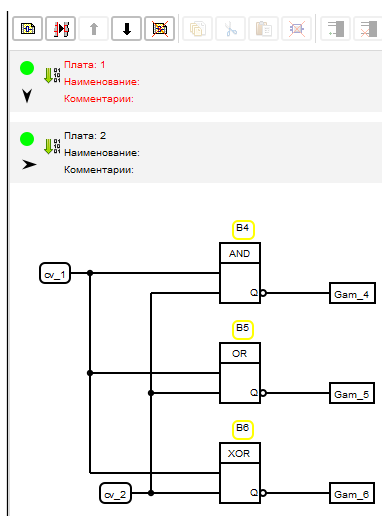 Плата: 1
Наименование:
Комментарии:
Плата: 2
Наименование:
Комментарии:
B4
AND
cv_1
Q
Gam_4
B5
OR
Q
Gam_5
B6
XOR
cv_2
Q
Gam_6